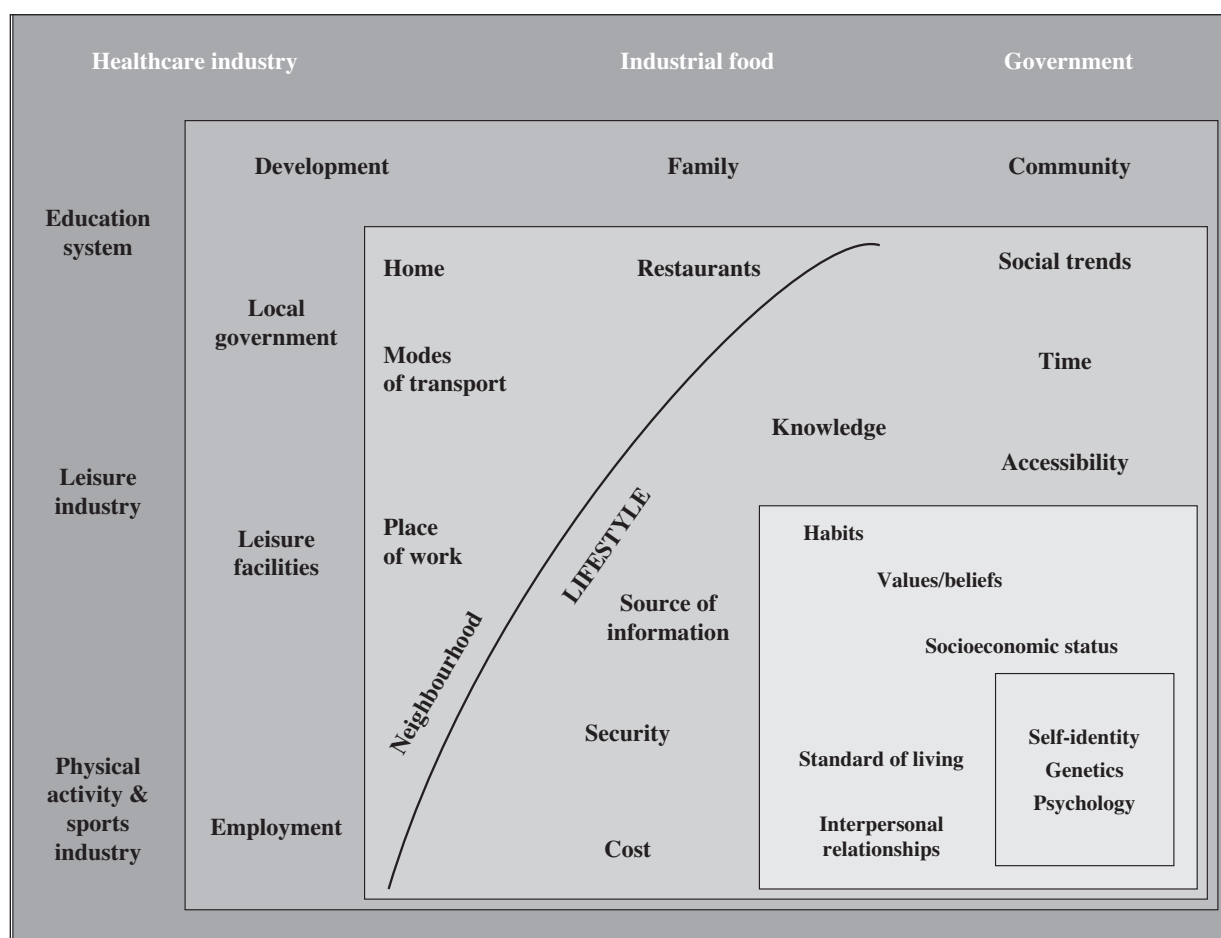 Healthcare industry
Industrial food
Government
Development
Family
Community
Education
system
Home
Restaurants
Social trends
Local
government
Modes
of transport
Time
Knowledge
Accessibility
Leisure
industry
Leisure
facilities
Place
of work
LIFESTYLE
Habits
Values/beliefs
Source of
information
Neighbourhood
Socioeconomic status
Security
Standard of living
Self-identity
Genetics
Psychology
Physical
activity &
sports
industry
Employment
Cost
Interpersonal
relationships